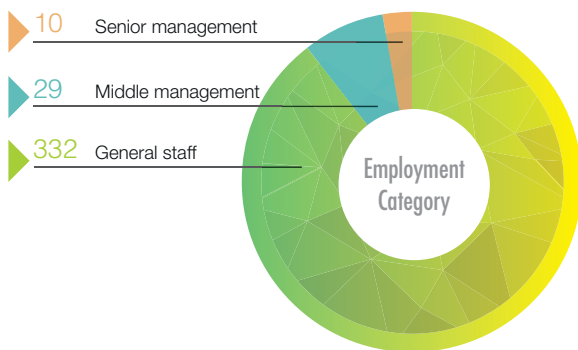 10 Senior management
29 Middle management
332 General staff
Employment
Category